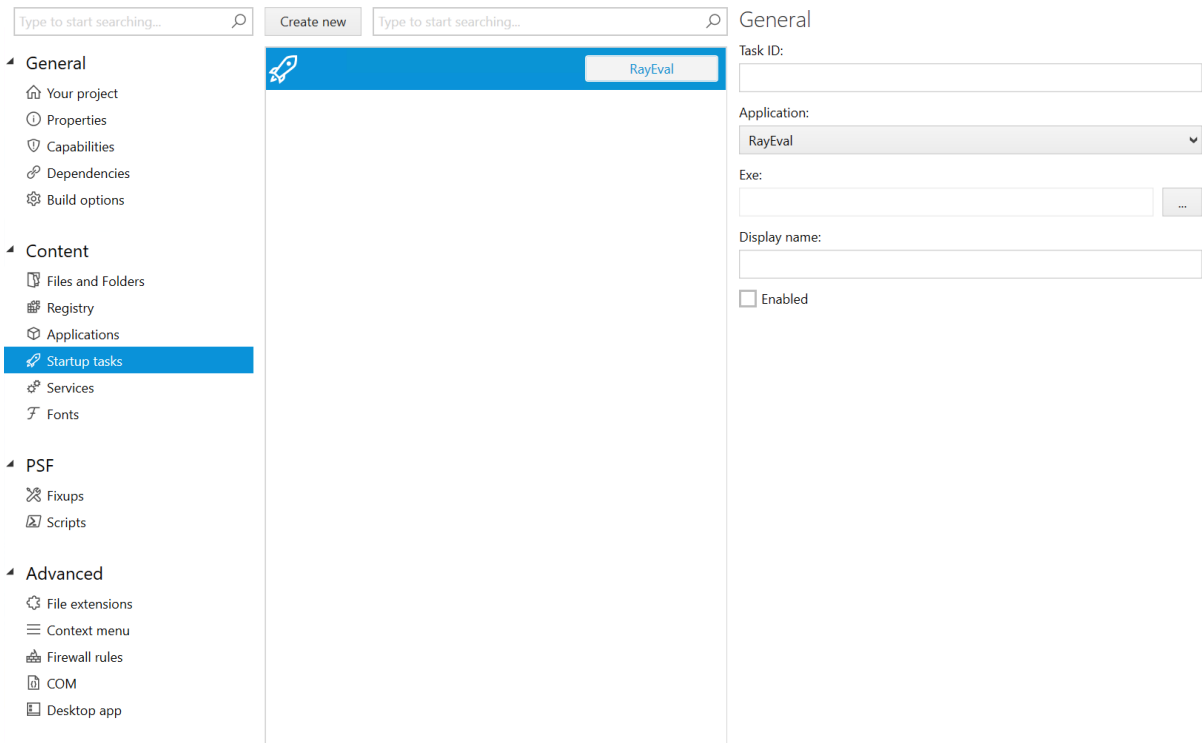 Type to start searching...
General
Your project
Properties
Capabilities
Dependencies
Build options
Content
Files and Folders
Registry
Applications
Startup tasks
Services
Fonts
PSF
Fixups
Scripts
Advanced
File extensions
Context menu
Firewall rules
COM
Desktop app
Create new
Type to start searching...
RayEval
General
Task ID:
Application:
RayEval
Exe:
...
Display name:
Enabled